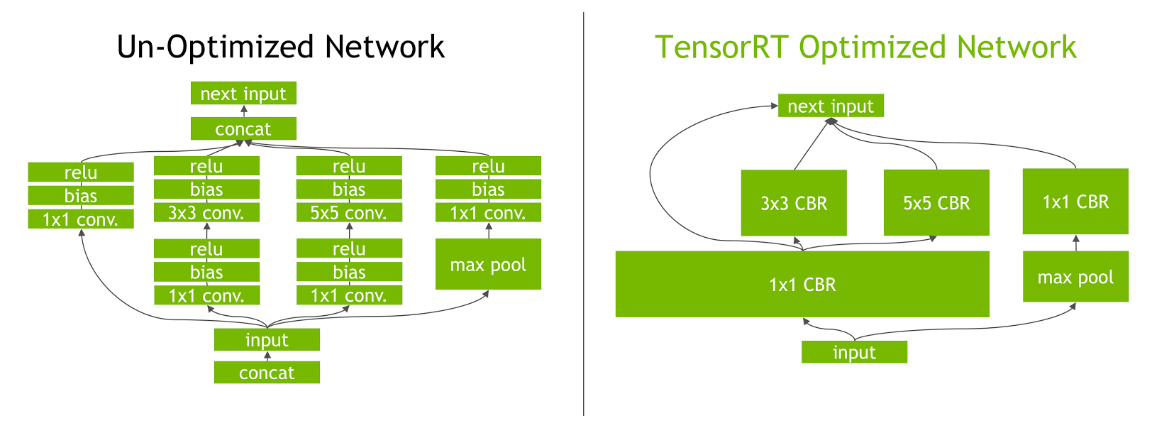 Un-Optimized Network
next input
concat
relu
bias
1x1 conv.
relu
bias
3x3 conv.
relu
bias
1x1 conv.
relu
bias
5x5 conv.
relu
bias
1x1 conv.
relu
bias
1x1 conv.
max pool
input
concat
TensorRT Optimized Network
next input
3x3 CBR
5x5 CBR
1x1 CBR
1x1 CBR
max pool
input